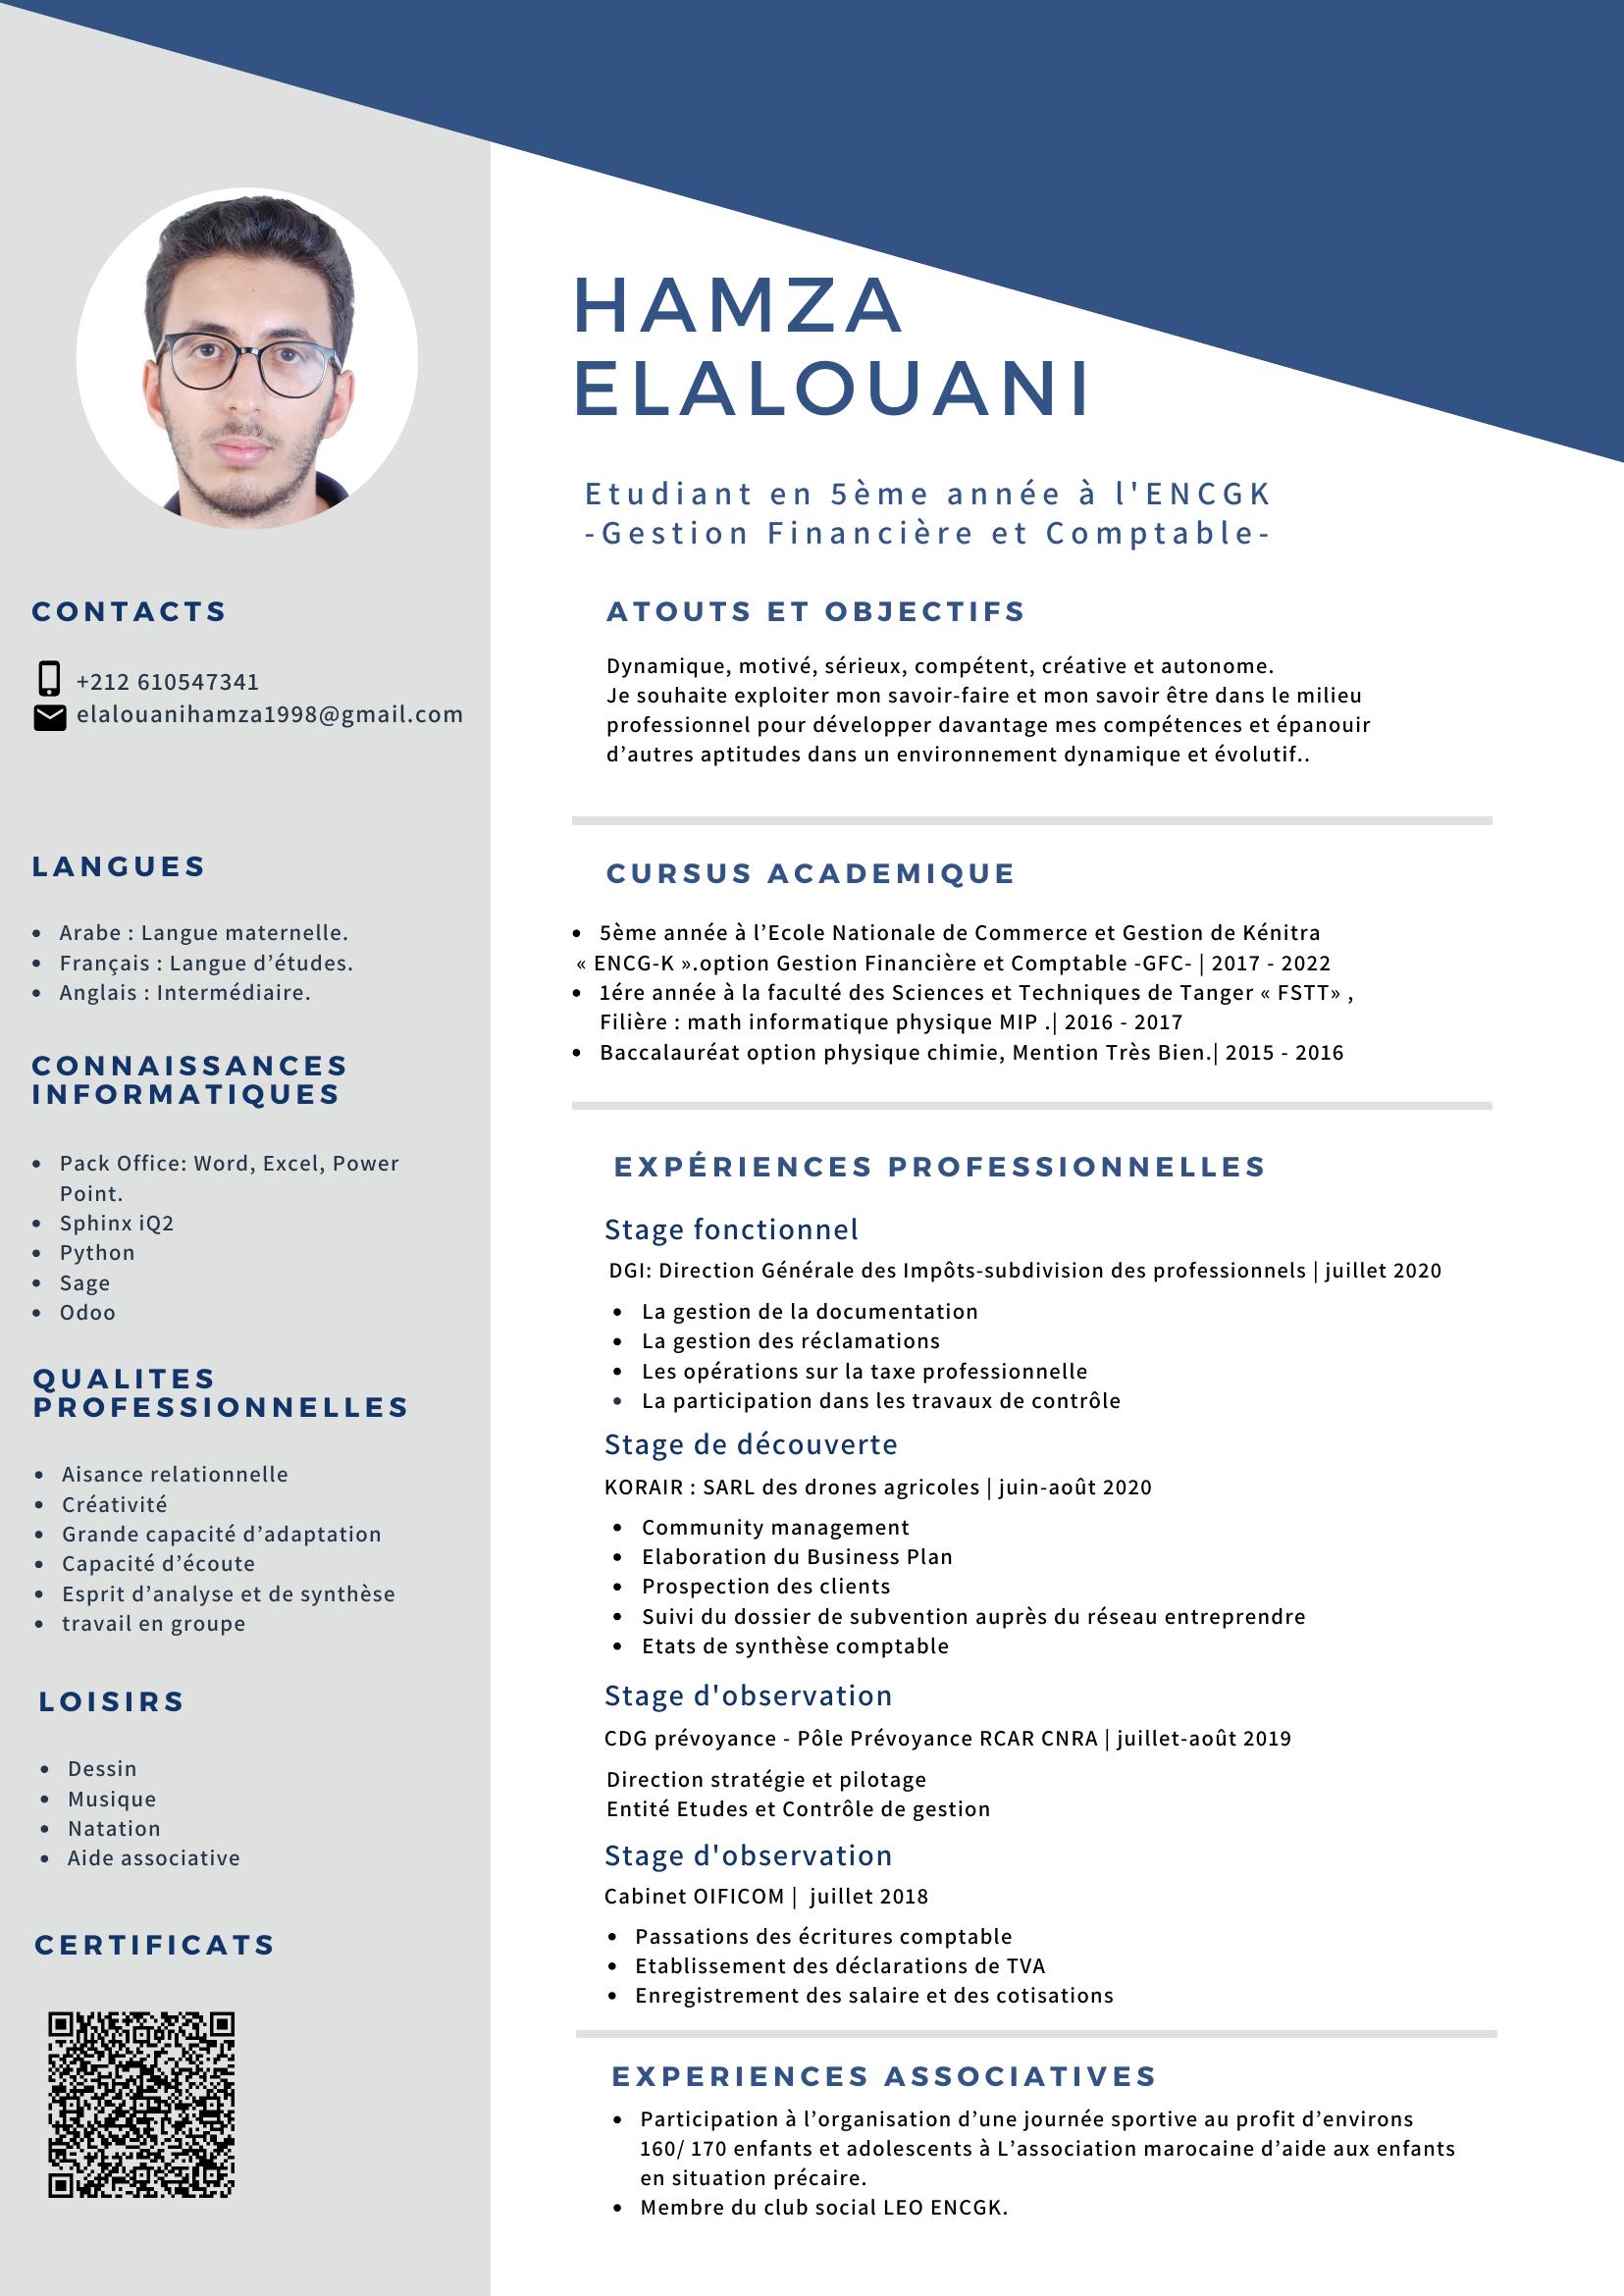 HAMZA
ELALOUANI
Etudiant en 5ème année à l'ENCGK
-Gestion Financière et Comptable-
CONTACTS
+212 610547341
elalouanihamza1998@gmail.com
LANGUES
• Arabe : Langue maternelle.
• Français : Langue d’études.
• Anglais : Intermédiaire.
CONNAISSANCES
INFORMATIQUES
• Pack Office: Word, Excel, Power
Point.
• Sphinx iQ2
• Python
• Sage
• Odoo
QUALITES
PROFESSIONNELLES
• Aisance relationnelle
• Créativité
• Grande capacité d’adaptation
• Capacité d’écoute
• Esprit d’analyse et de synthèse
• travail en groupe
LOISIRS
• Dessin
• Musique
• Natation
• Aide associative
CERTIFICATS
ATOUTS ET OBJECTIFS
Dynamique, motivé, sérieux, compétent, créative et autonome.
Je souhaite exploiter mon savoir-faire et mon savoir être dans le milieu
professionnel pour développer davantage mes compétences et épanouir
d’autres aptitudes dans un environnement dynamique et évolutif..
CURSUS ACADEMIQUE
• 5ème année à l’Ecole Nationale de Commerce et Gestion de Kénitra
« ENCG-K ».option Gestion Financière et Comptable -GFC- | 2017 - 2022
• 1ére année à la faculté des Sciences et Techniques de Tanger « FSTT» ,
Filière : math informatique physique MIP .| 2016 - 2017
• Baccalauréat option physique chimie, Mention Très Bien.| 2015 - 2016
EXPÉRIENCES PROFESSIONNELLES
Stage fonctionnel
DGI: Direction Générale des Impôts-subdivision des professionnels | juillet 2020
• La gestion de la documentation
• La gestion des réclamations
• Les opérations sur la taxe professionnelle
• La participation dans les travaux de contrôle
Stage de découverte
KORAIR : SARL des drones agricoles | juin-août 2020
• Community management
• Elaboration du Business Plan
• Prospection des clients
• Suivi du dossier de subvention auprès du réseau entreprendre
• Etats de synthèse comptable
Stage d'observation
CDG prévoyance - Pôle Prévoyance RCAR CNRA | juillet-août 2019
Direction stratégie et pilotage
Entité Etudes et Contrôle de gestion
Stage d'observation
Cabinet OIFICOM | juillet 2018
• Passations des écritures comptable
• Etablissement des déclarations de TVA
• Enregistrement des salaire et des cotisations
EXPERIENCES ASSOCIATIVES
• Participation à l’organisation d’une journée sportive au profit d’environs
160/ 170 enfants et adolescents à L’association marocaine d’aide aux enfants
en situation précaire.
• Membre du club social LEO ENCGK.